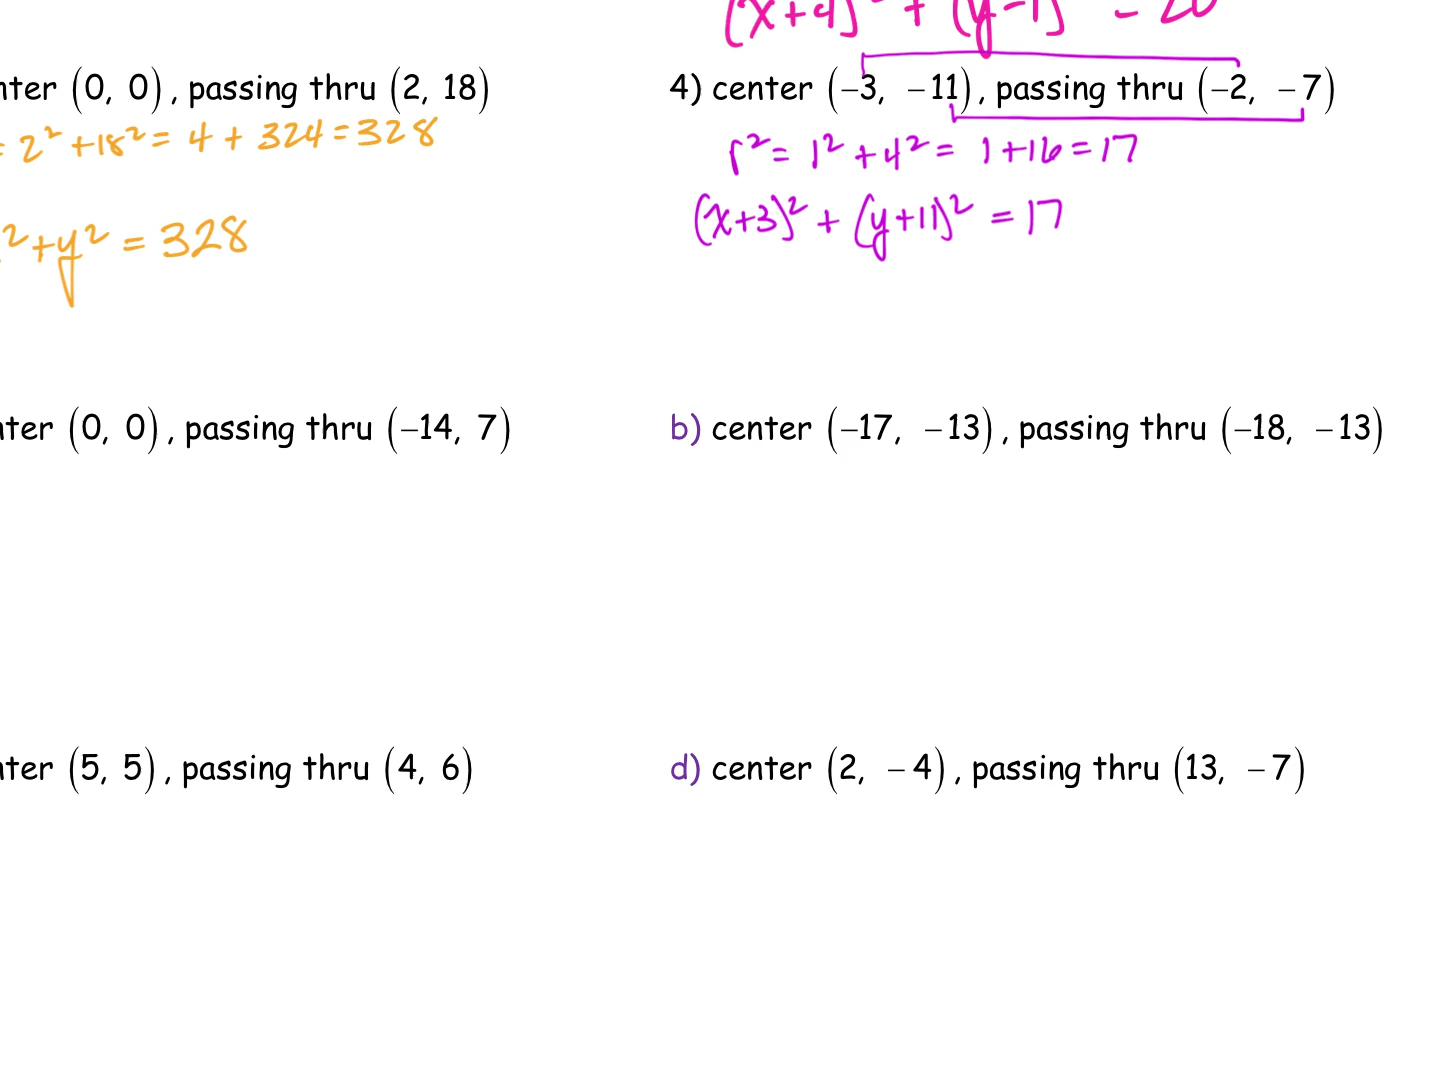 (x+4)² + (y-1)² = 20
nter (0, 0), passing thru (2, 18)
= 2² + 18² = 4 + 324 = 328
² + y² = 328
4) center (−3, −11), passing thru (−2, −7)
r² = 1² + 4² = 1 + 16 = 17
(x+3)² + (y+11)² = 17
nter (0, 0), passing thru (−14, 7)
b) center (−17, −13), passing thru (−18, −13)
nter (5, 5), passing thru (4, 6)
d) center (2, −4), passing thru (13, −7)